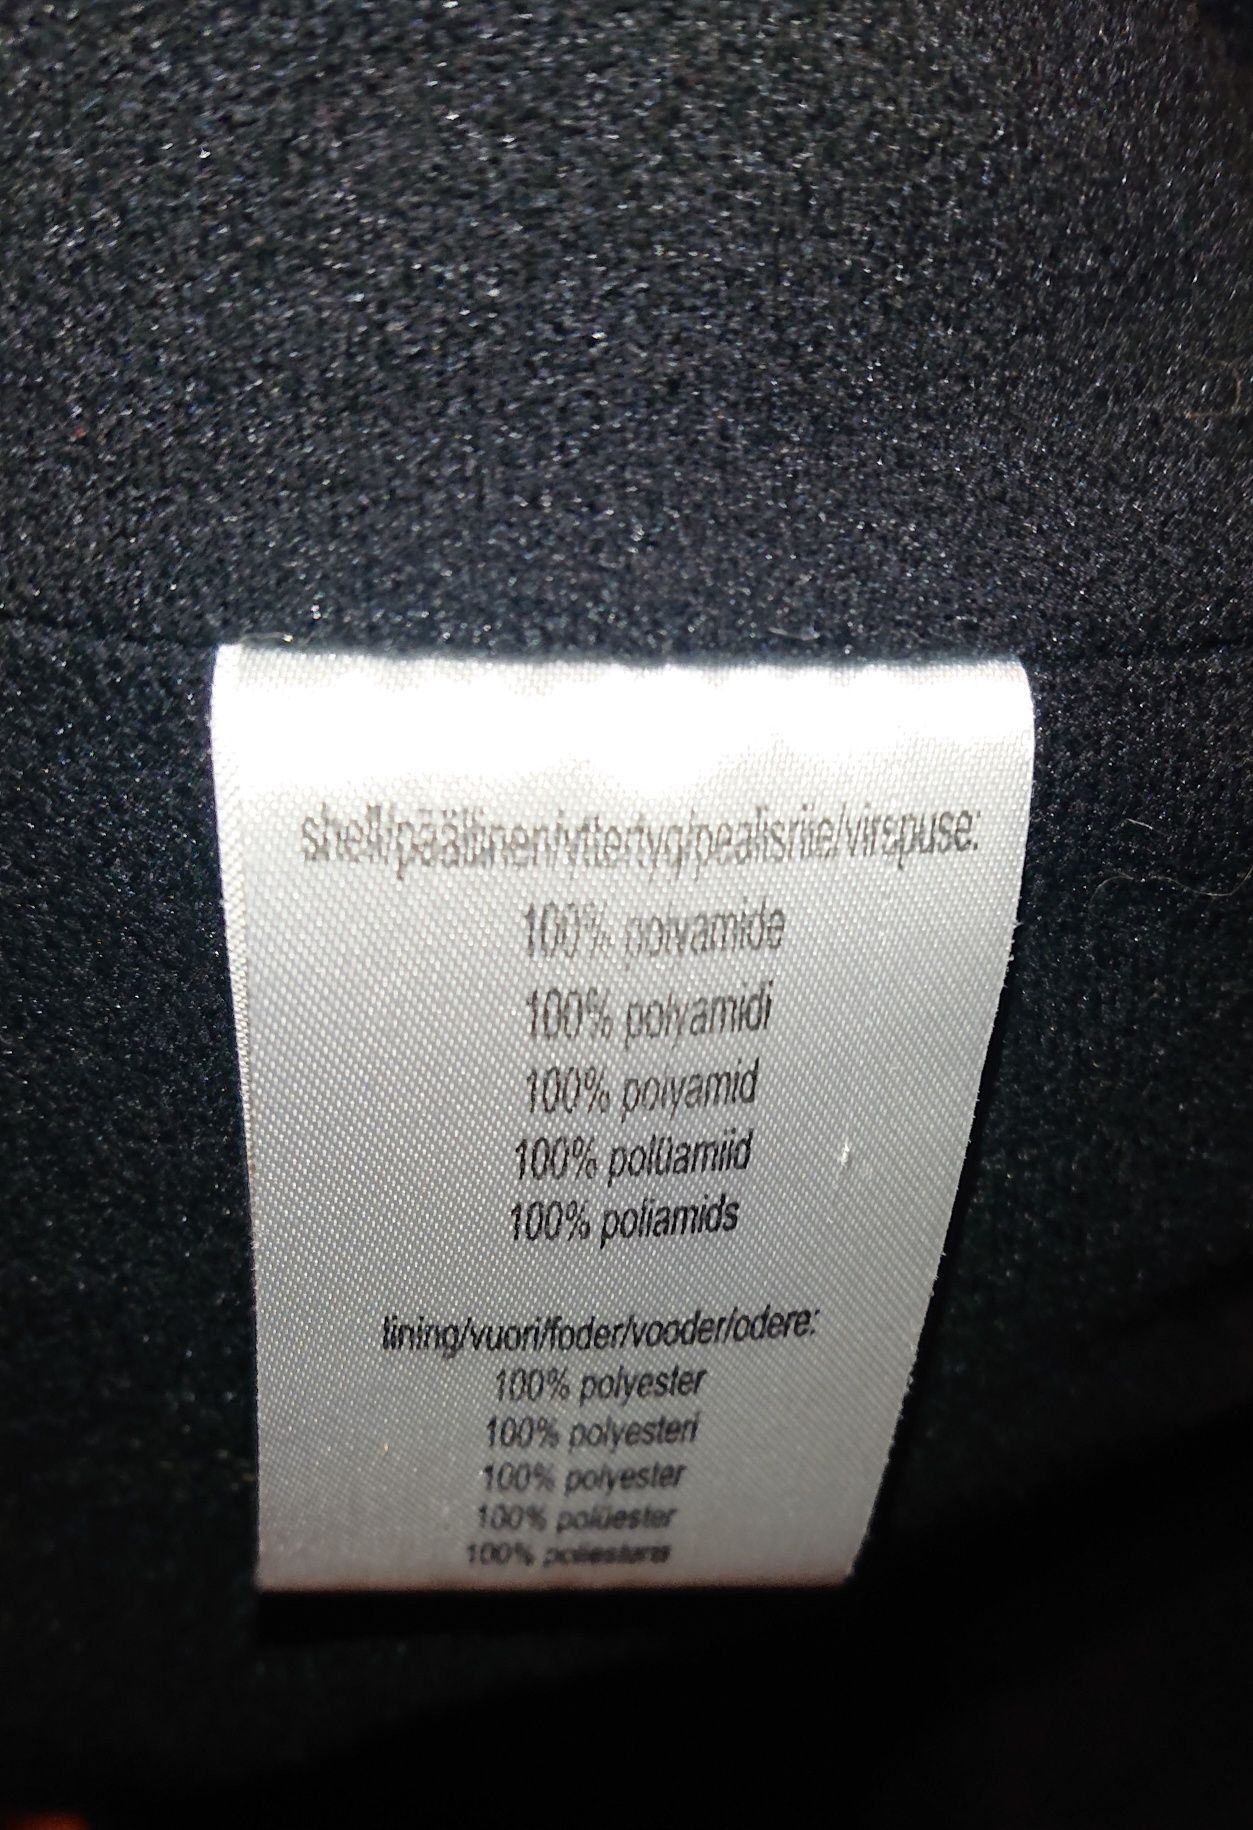 shell/päällinen/yttertyg/pealisriie/virspuse:
100% polyamide
100% polyamidi
100% polyamid
100% polüamiid
100% poliamids
lining/vuori/foder/vooder/odere:
100% polyester
100% polyesteri
100% polyester
100% polüester
100%